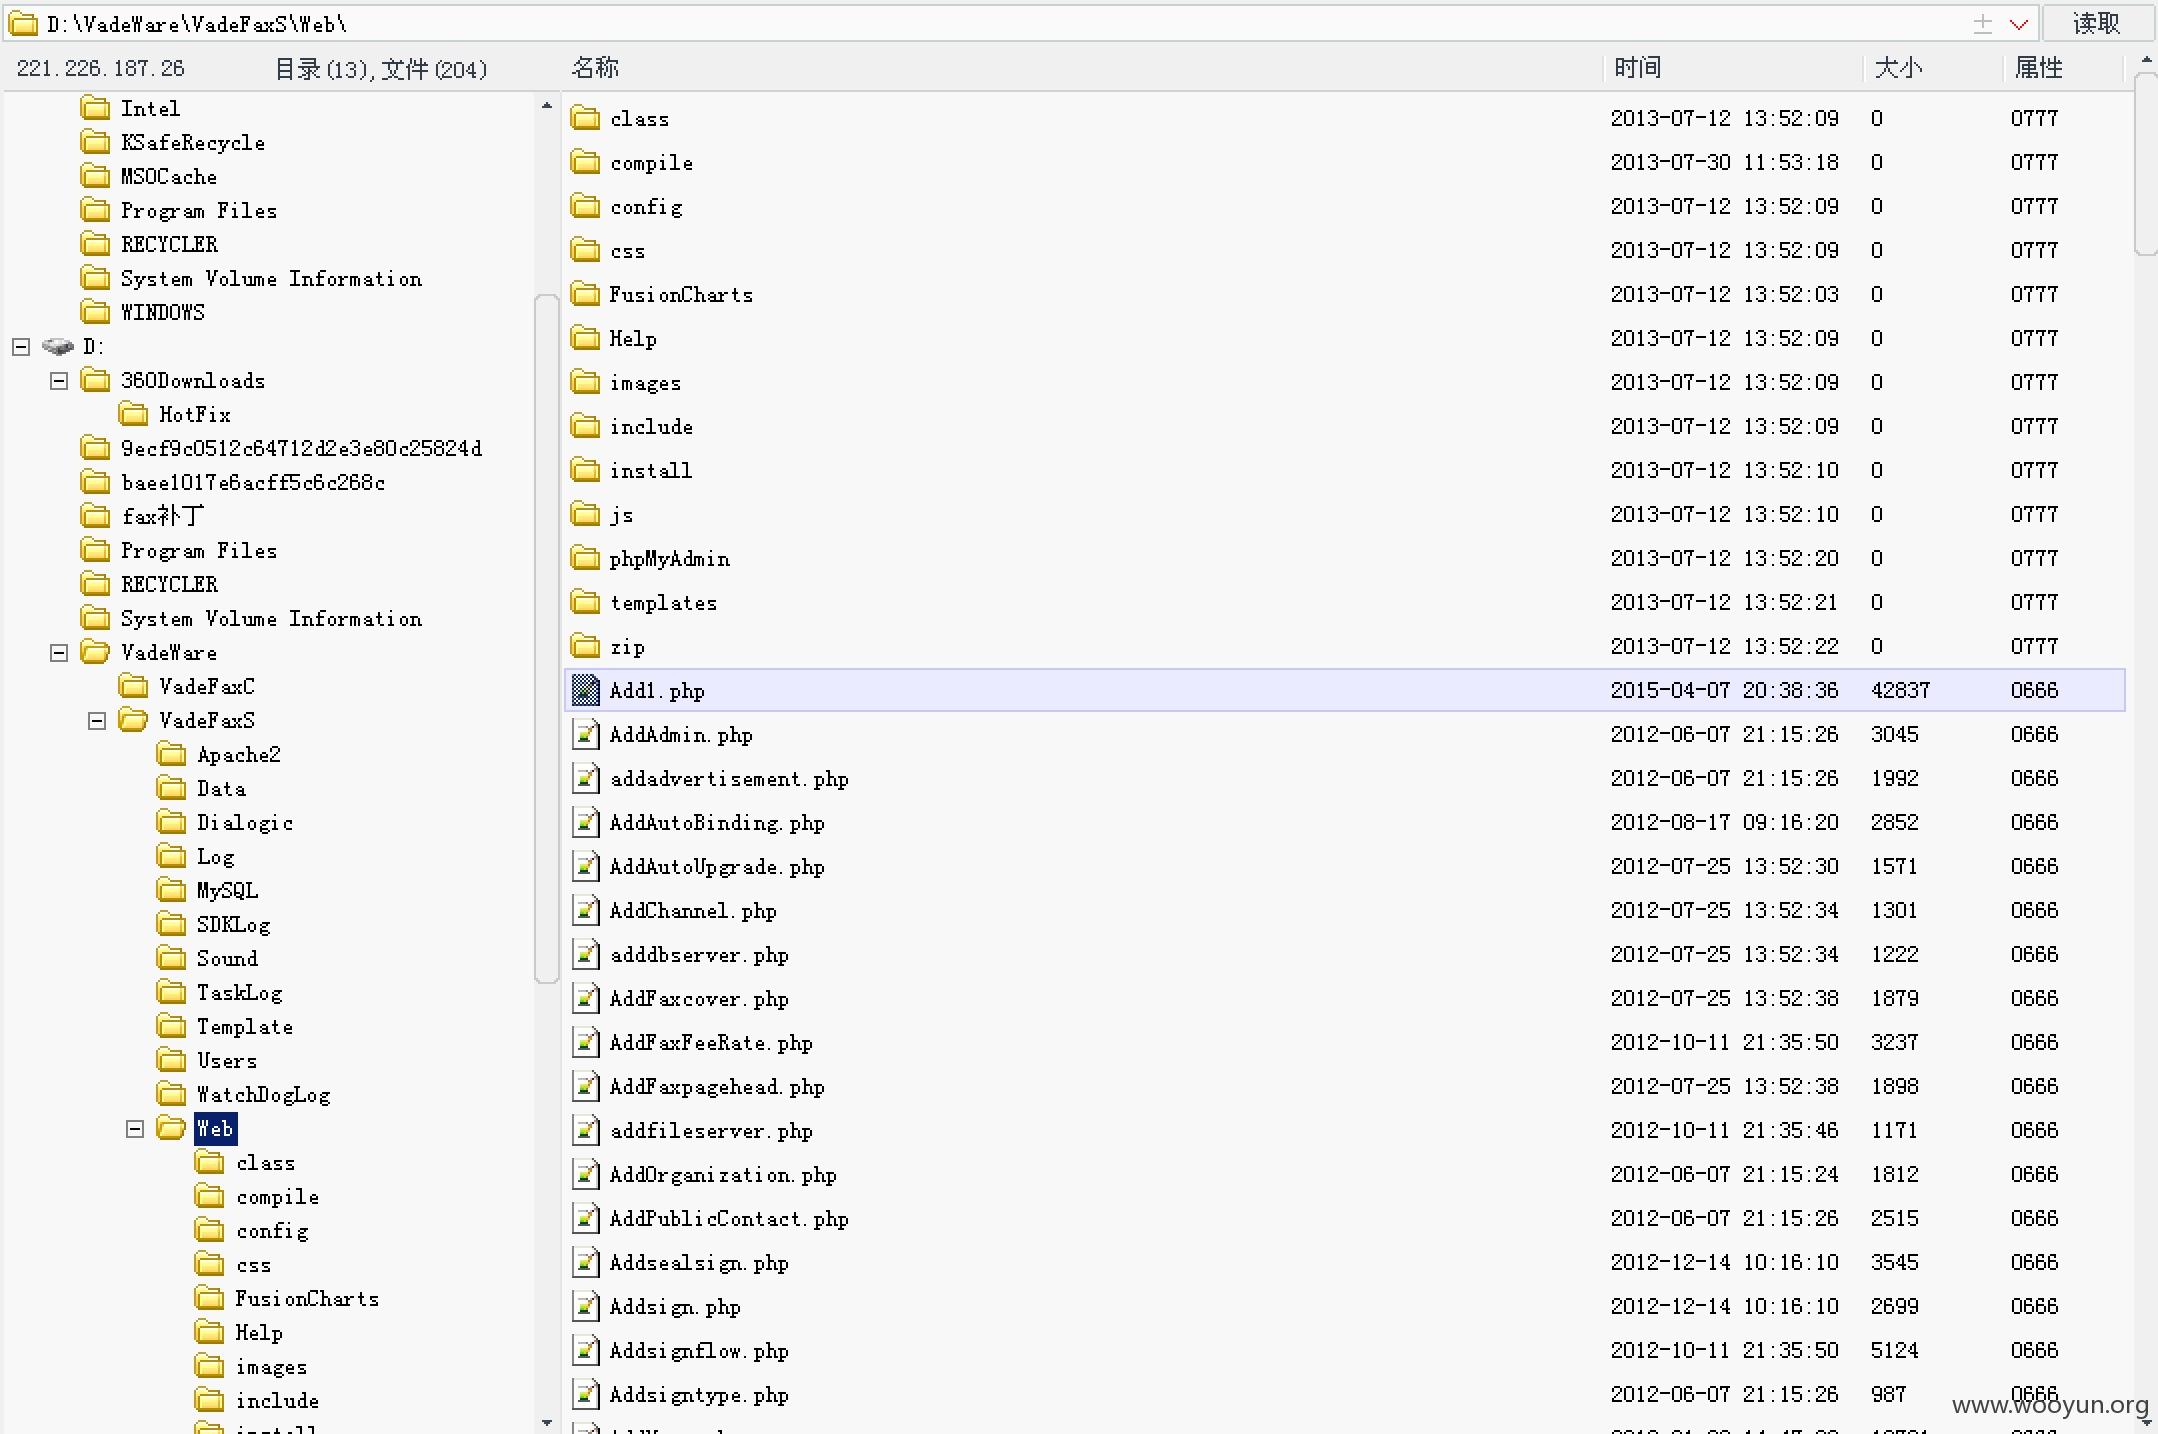 D:\VadeWare\VadeFaxS\Web\ 读取
221.226.187.26 目录(13),文件(204) 名称 时间 大小 属性
Intel
KSafeRecycle
MSOCache
Program Files
RECYCLER
System Volume Information
WINDOWS
D:
360Downloads
HotFix
9ecf9c0512c64712d2e3e80c25824d
baee1017e6acff5c6c268c
fax补丁
Program Files
RECYCLER
System Volume Information
VadeWare
VadeFaxC
VadeFaxS
Apache2
Data
Dialogic
Log
MySQL
SDKLog
Sound
TaskLog
Template
Users
WatchDogLog
Web
class
compile
config
css
FusionCharts
Help
images
include
install
class 2013-07-12 13:52:09 0 0777
compile 2013-07-30 11:53:18 0 0777
config 2013-07-12 13:52:09 0 0777
css 2013-07-12 13:52:09 0 0777
FusionCharts 2013-07-12 13:52:03 0 0777
Help 2013-07-12 13:52:09 0 0777
images 2013-07-12 13:52:09 0 0777
include 2013-07-12 13:52:09 0 0777
install 2013-07-12 13:52:10 0 0777
js 2013-07-12 13:52:10 0 0777
phpMyAdmin 2013-07-12 13:52:20 0 0777
templates 2013-07-12 13:52:21 0 0777
zip 2013-07-12 13:52:22 0 0777
Add1.php 2015-04-07 20:38:36 42837 0666
AddAdmin.php 2012-06-07 21:15:26 3045 0666
addadvertisement.php 2012-06-07 21:15:26 1992 0666
AddAutoBinding.php 2012-08-17 09:16:20 2852 0666
AddAutoUpgrade.php 2012-07-25 13:52:30 1571 0666
AddChannel.php 2012-07-25 13:52:34 1301 0666
adddbserver.php 2012-07-25 13:52:34 1222 0666
AddFaxcover.php 2012-07-25 13:52:38 1879 0666
AddFaxFeeRate.php 2012-10-11 21:35:50 3237 0666
AddFaxpagehead.php 2012-07-25 13:52:38 1898 0666
addfileserver.php 2012-10-11 21:35:46 1171 0666
AddOrganization.php 2012-06-07 21:15:24 1812 0666
AddPublicContact.php 2012-06-07 21:15:26 2515 0666
Addsealsign.php 2012-12-14 10:16:10 3545 0666
Addsign.php 2012-12-14 10:16:10 2699 0666
Addsignflow.php 2012-10-11 21:35:50 5124 0666
Addsigntype.php 2012-06-07 21:15:26 987 0666
www.wooyun.org